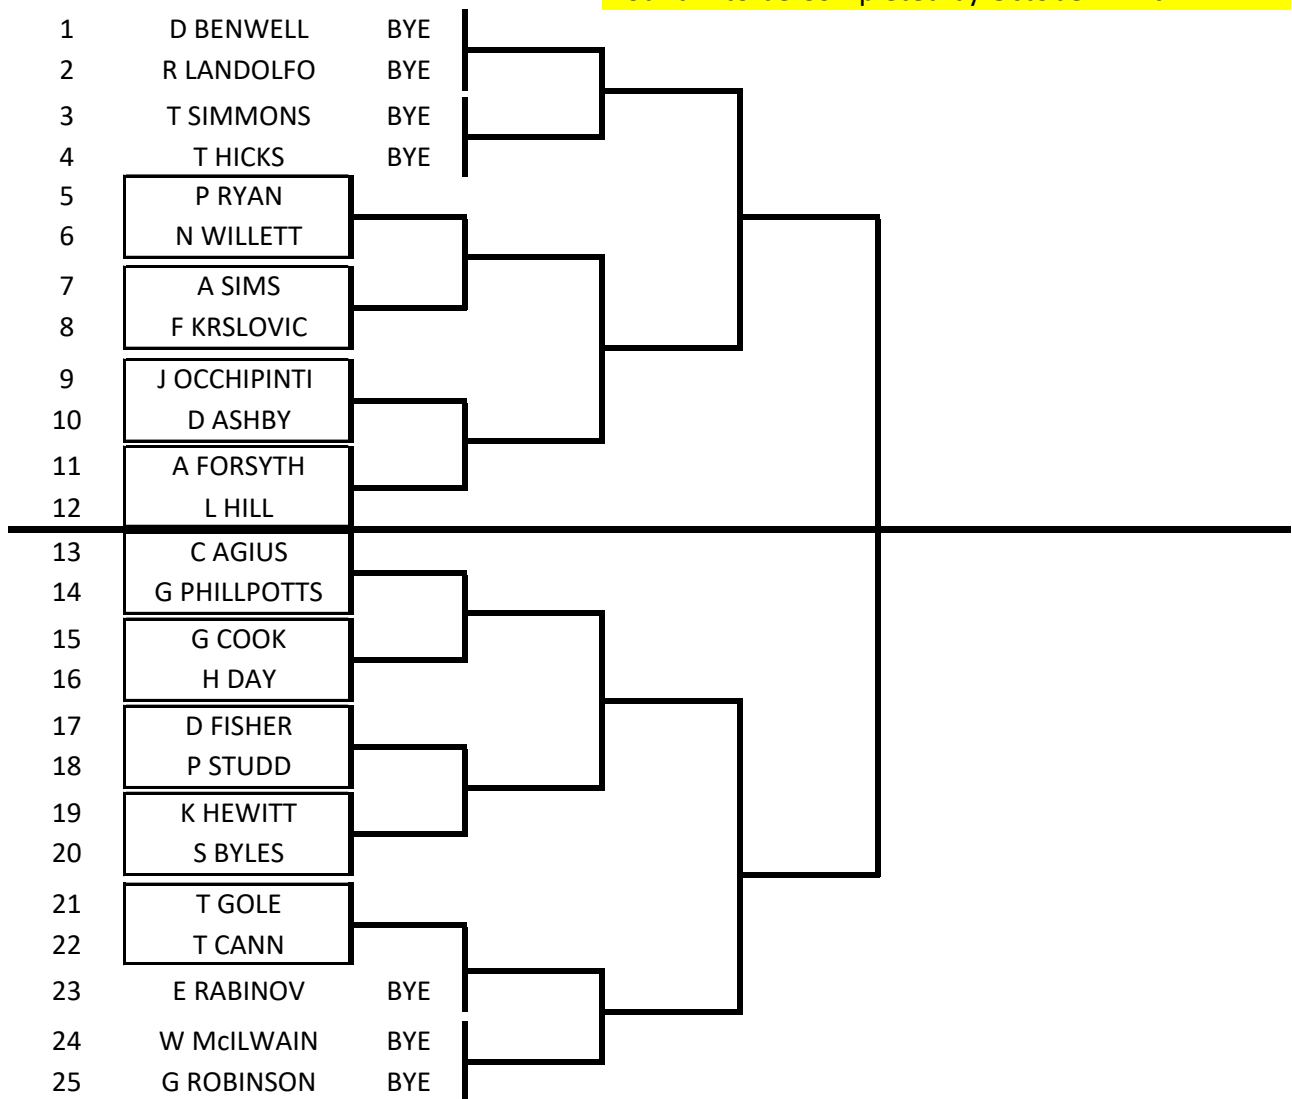 1 D BENWELL BYE
2 R LANDOLFO BYE
3 T SIMMONS BYE
4 T HICKS BYE
5 P RYAN
6 N WILLETT
7 A SIMS
8 F KRSLOVIC
9 J OCCHIPINTI
10 D ASHBY
11 A FORSYTH
12 L HILL
13 C AGIUS
14 G PHILLPOTTS
15 G COOK
16 H DAY
17 D FISHER
18 P STUDD
19 K HEWITT
20 S BYLES
21 T GOLE
22 T CANN
23 E RABINOV BYE
24 W McILWAIN BYE
25 G ROBINSON BYE